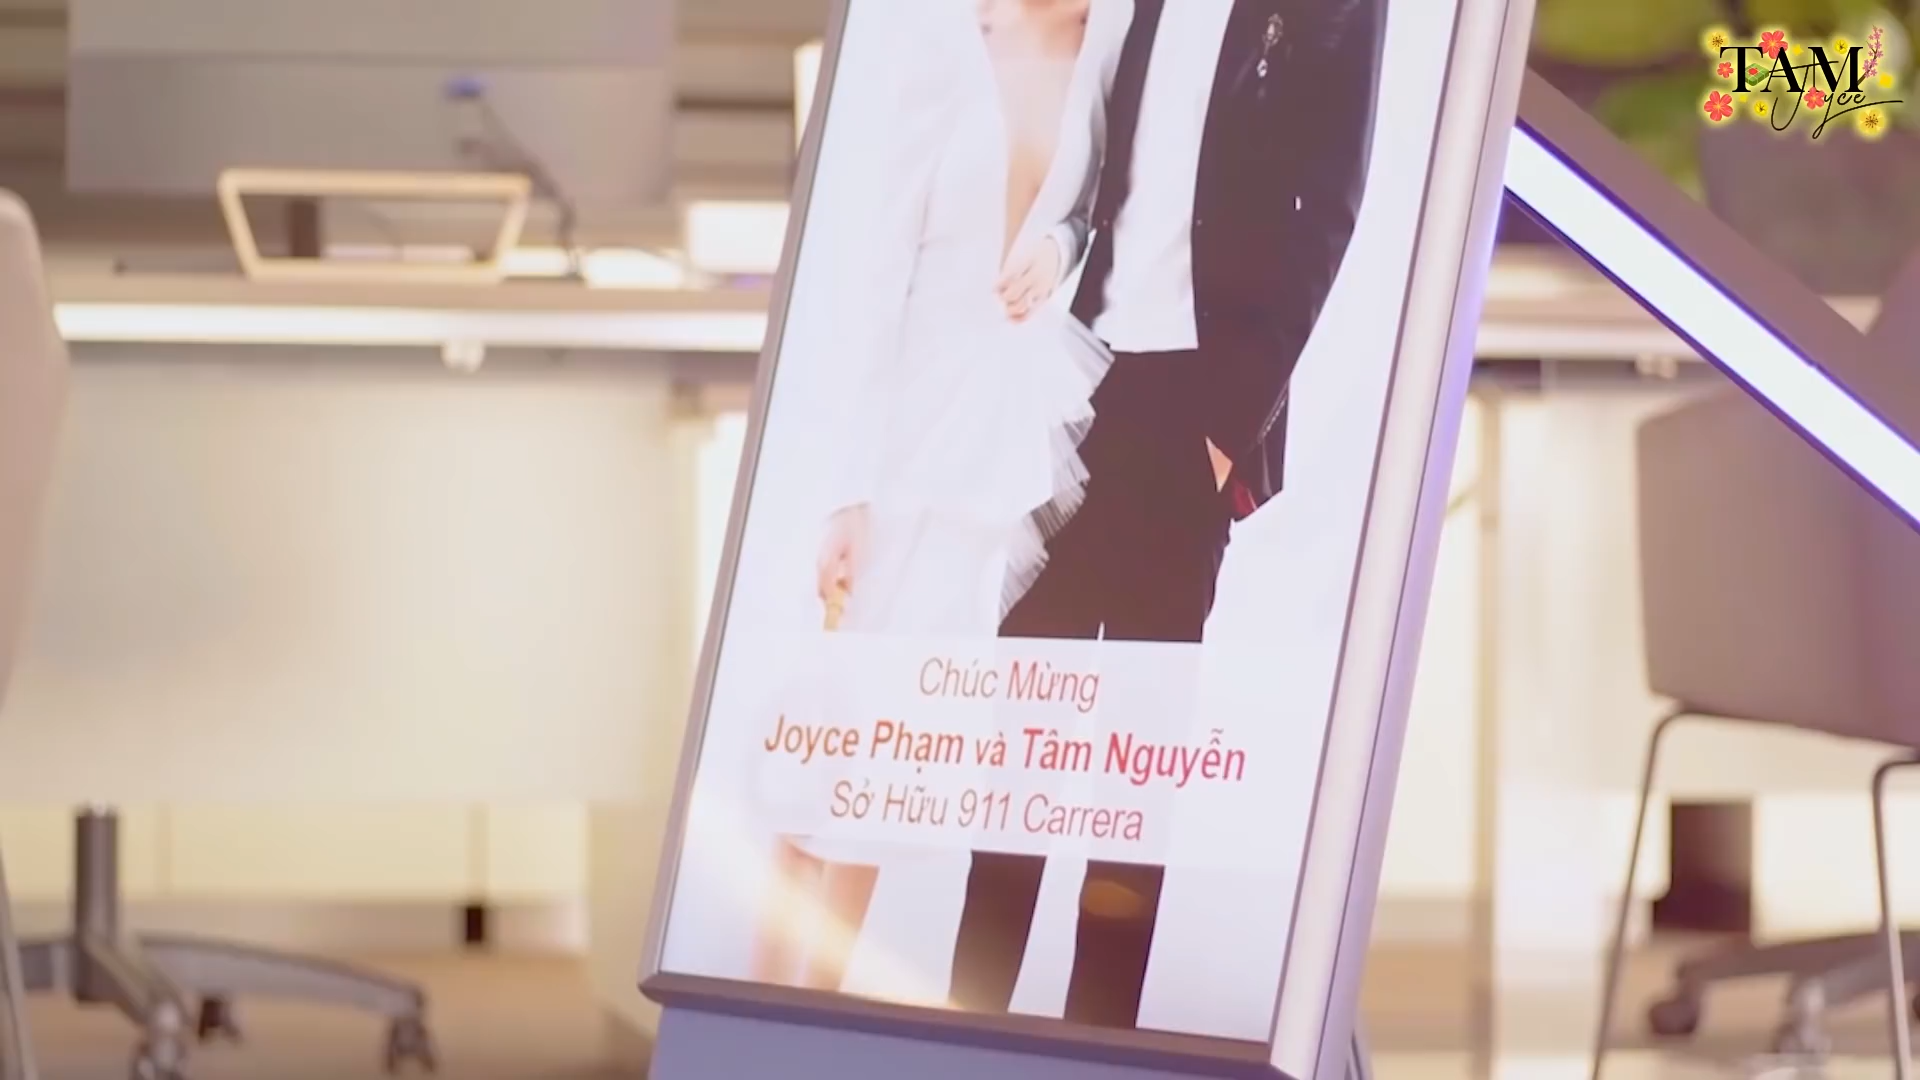 TAM
Joyce
Chúc Mừng
Joyce Phạm và Tâm Nguyễn
Sở Hữu 911 Carrera